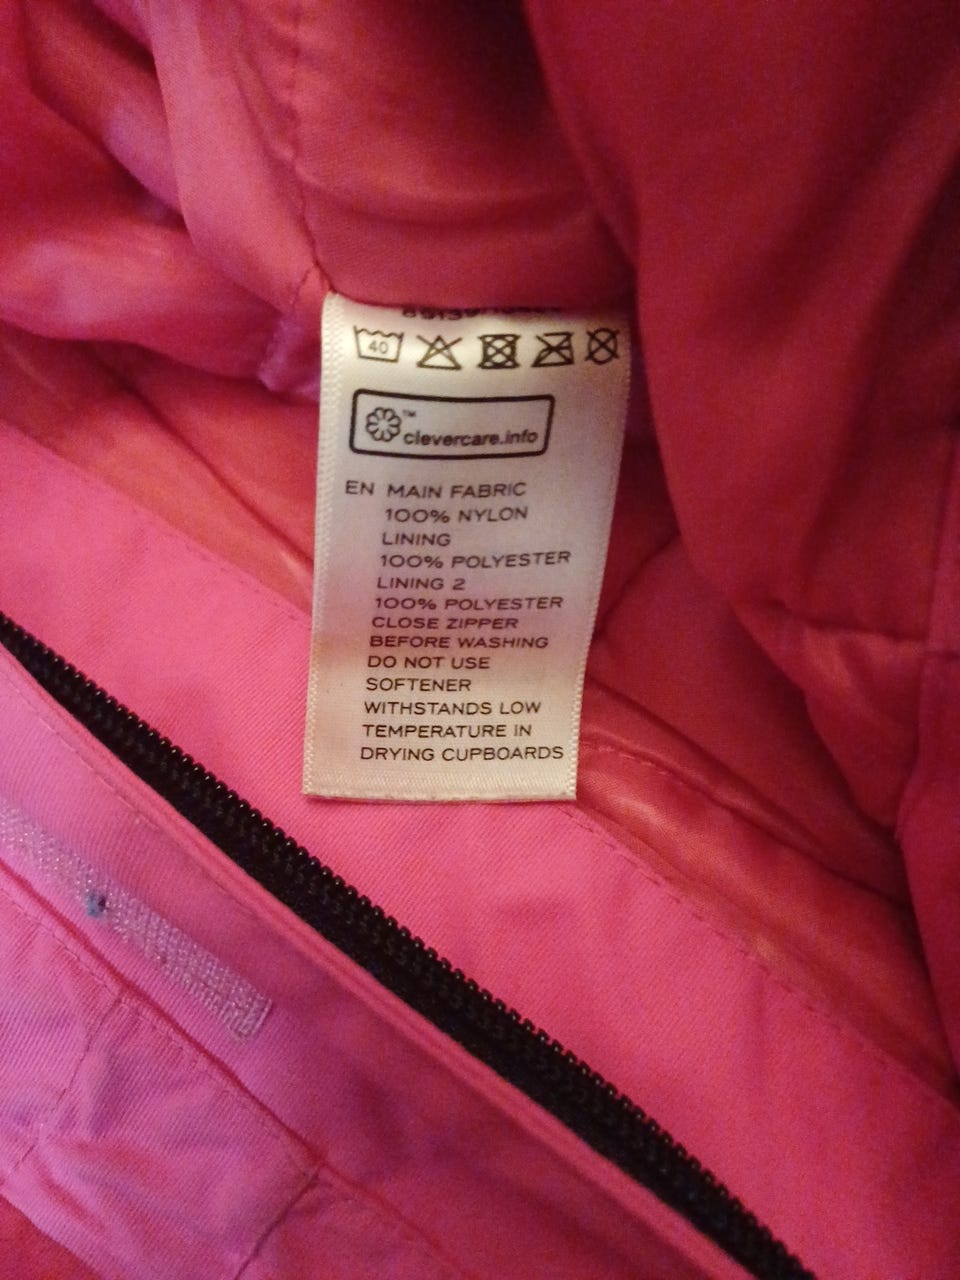 40
™
clevercare.info
EN MAIN FABRIC
100% NYLON
LINING
100% POLYESTER
LINING 2
100% POLYESTER
CLOSE ZIPPER
BEFORE WASHING
DO NOT USE
SOFTENER
WITHSTANDS LOW
TEMPERATURE IN
DRYING CUPBOARDS